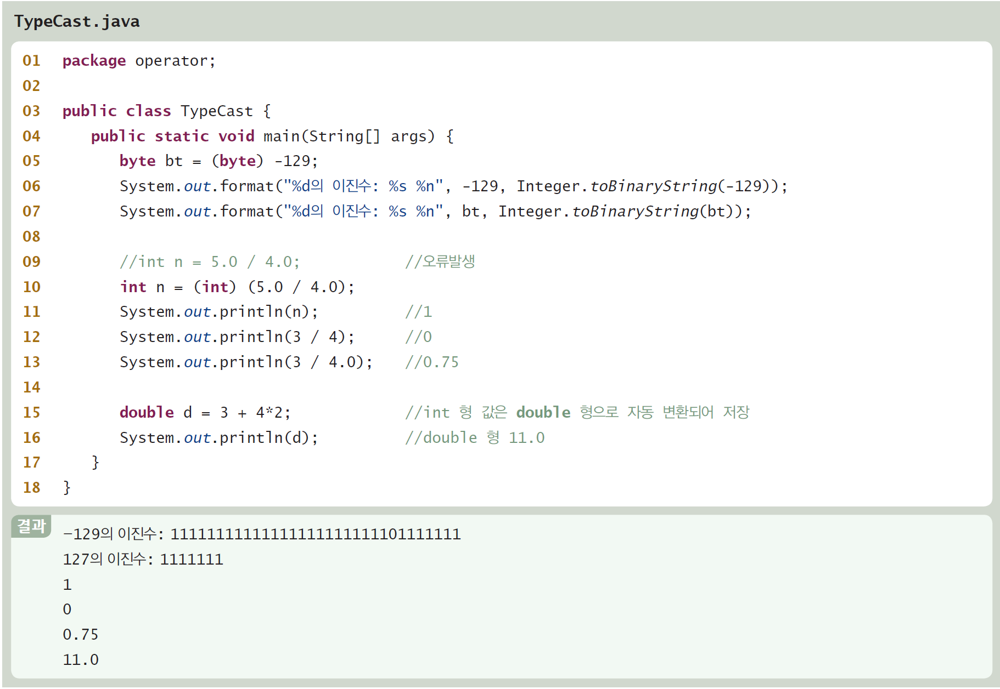 TypeCast.java
01 package operator;
02
03 public class TypeCast {
04 public static void main(String[] args) {
05 byte bt = (byte) -129;
06 System.out.format("%d의 이진수: %s %n", -129, Integer.toBinaryString(-129));
07 System.out.format("%d의 이진수: %s %n", bt, Integer.toBinaryString(bt));
08
09 //int n = 5.0 / 4.0; //오류발생
10 int n = (int) (5.0 / 4.0);
11 System.out.println(n); //1
12 System.out.println(3 / 4); //0
13 System.out.println(3 / 4.0); //0.75
14
15 double d = 3 + 4*2; //int 형 값은 double 형으로 자동 변환되어 저장
16 System.out.println(d); //double 형 11.0
17 }
18 }
결과
−129의 이진수: 11111111111111111111111101111111
127의 이진수: 1111111
1
0
0.75
11.0